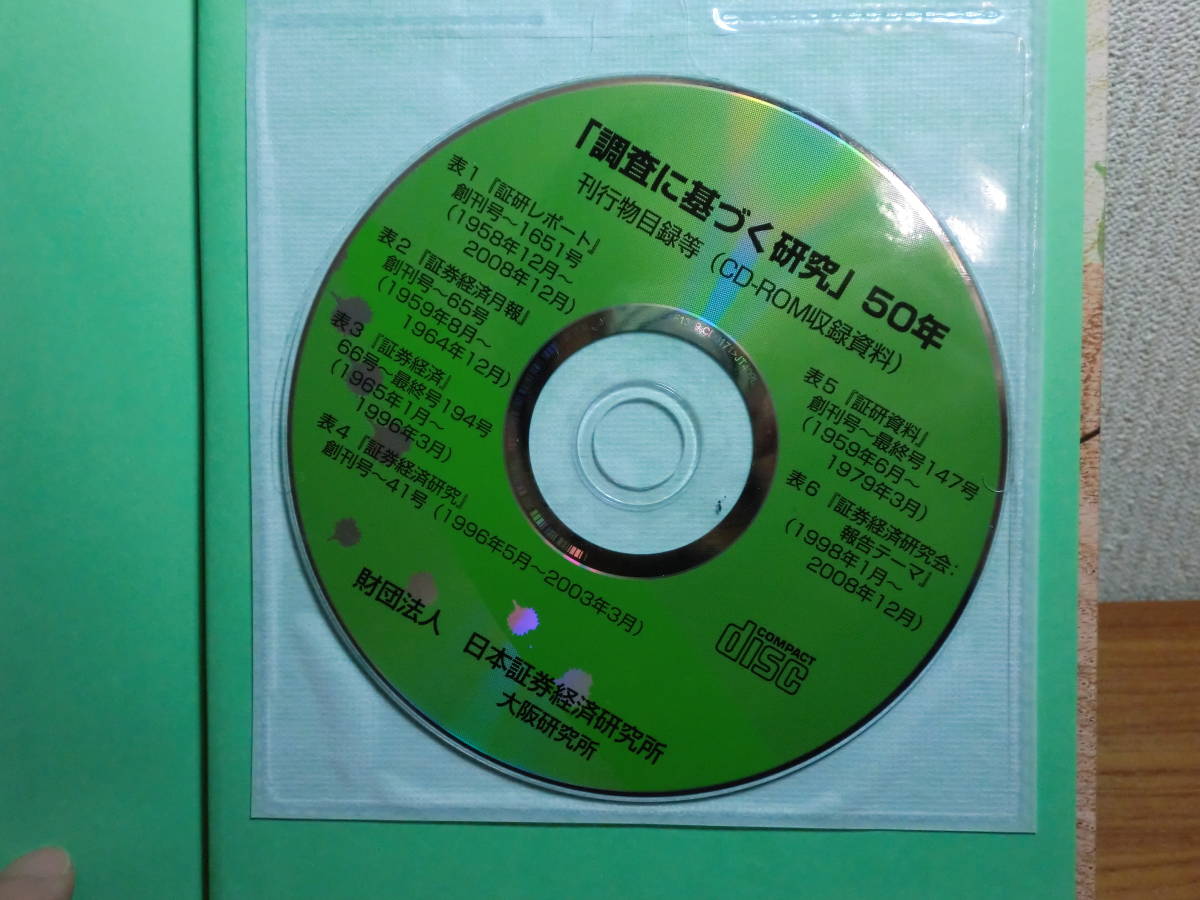 「調査に基づく研究」50年
刊行物目録等（CD-ROM収録資料）
表1『証研レポート』
創刊号～1651号
（1958年12月～
2008年12月）
表2『証券経済月報』
創刊号～65号
（1959年8月～
1964年12月）
表3『証券経済』
66号～最終号194号
（1965年1月～
1996年3月）
表4『証券経済研究』
創刊号～41号（1996年5月～2003年3月）
表5『証研資料』
創刊号～最終号147号
（1959年6月～
1979年3月）
表6『証券経済研究会：
報告テーマ』
（1998年1月～
2008年12月）
COMPACT
disc
財団法人 日本証券経済研究所
大阪研究所